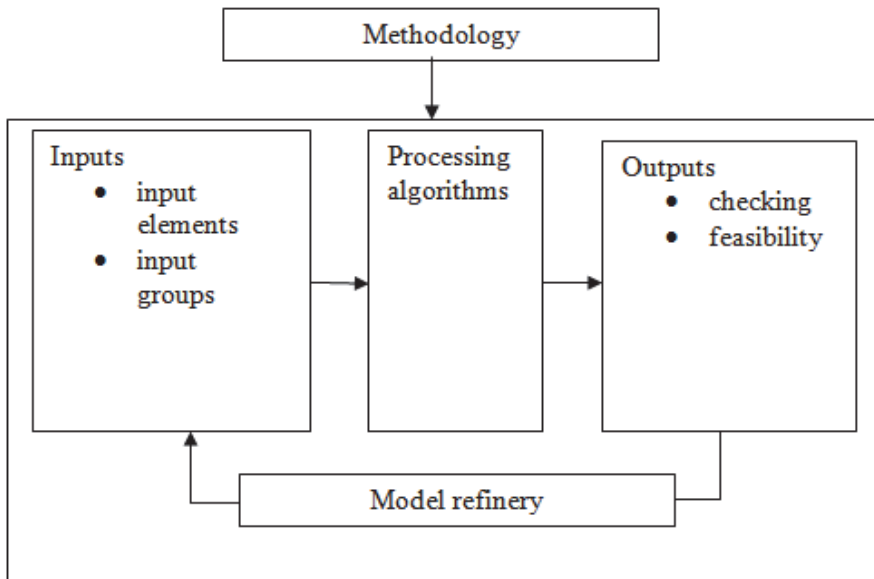 Methodology
Inputs
• input
elements
• input
groups
Processing
algorithms
Outputs
• checking
• feasibility
Model refinery